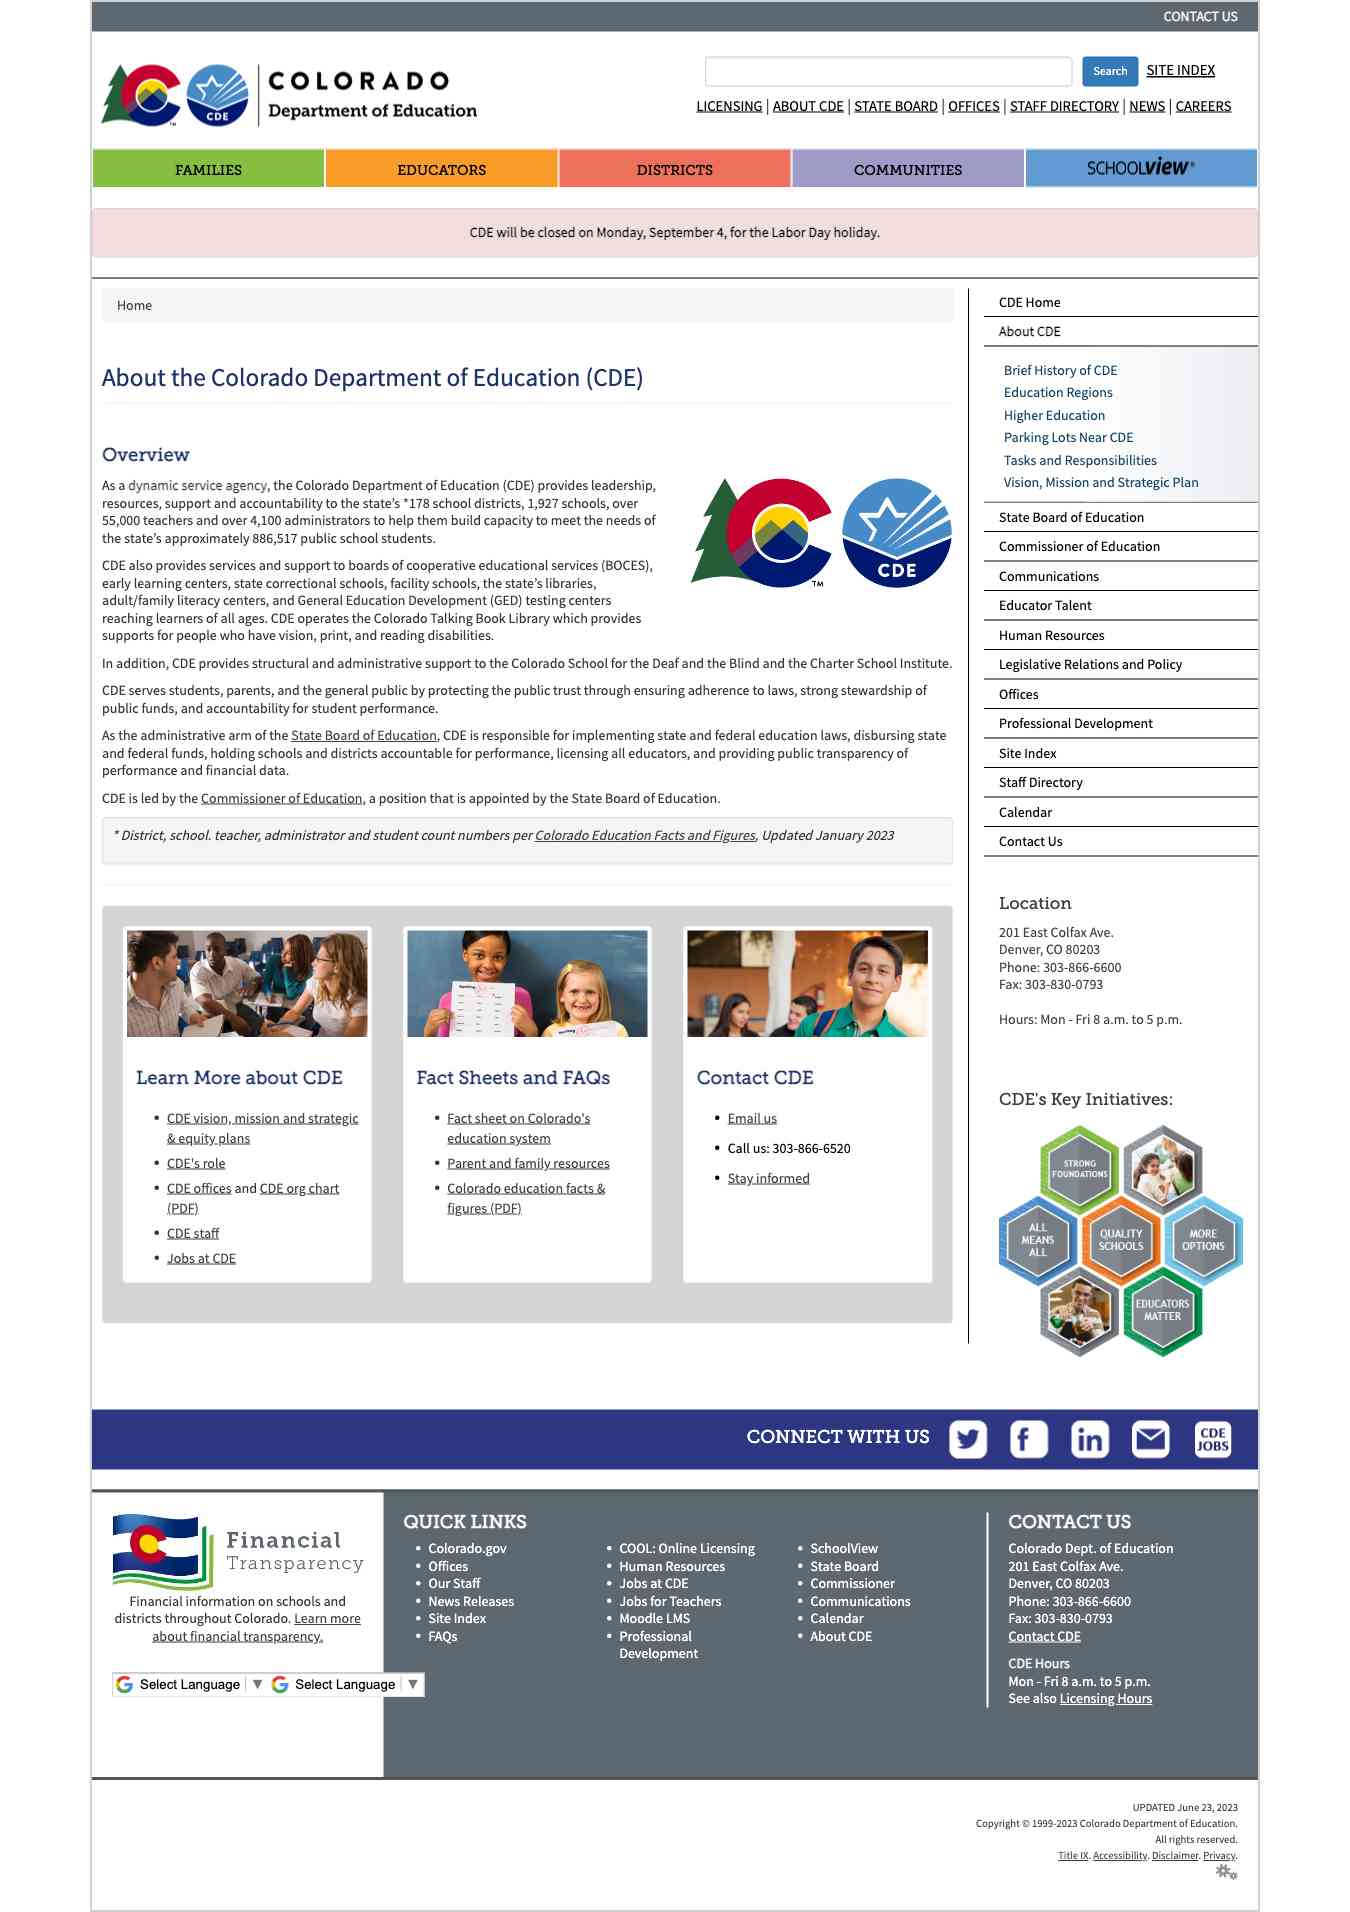 CONTACT US
COLORADO
Department of Education
CDE
TM
Search
SITE INDEX
LICENSING | ABOUT CDE | STATE BOARD | OFFICES | STAFF DIRECTORY | NEWS | CAREERS
FAMILIES
EDUCATORS
DISTRICTS
COMMUNITIES
SCHOOLview®
CDE will be closed on Monday, September 4, for the Labor Day holiday.
Home
About the Colorado Department of Education (CDE)
Overview
As a dynamic service agency, the Colorado Department of Education (CDE) provides leadership,
resources, support and accountability to the state's *178 school districts, 1,927 schools, over
55,000 teachers and over 4,100 administrators to help them build capacity to meet the needs of
the state's approximately 886,517 public school students.
CDE
TM
CDE also provides services and support to boards of cooperative educational services (BOCES),
early learning centers, state correctional schools, facility schools, the state's libraries,
adult/family literacy centers, and General Education Development (GED) testing centers
reaching learners of all ages. CDE operates the Colorado Talking Book Library which provides
supports for people who have vision, print, and reading disabilities.
In addition, CDE provides structural and administrative support to the Colorado School for the Deaf and the Blind and the Charter School Institute.
CDE serves students, parents, and the general public by protecting the public trust through ensuring adherence to laws, strong stewardship of
public funds, and accountability for student performance.
As the administrative arm of the State Board of Education, CDE is responsible for implementing state and federal education laws, disbursing state
and federal funds, holding schools and districts accountable for performance, licensing all educators, and providing public transparency of
performance and financial data.
CDE is led by the Commissioner of Education, a position that is appointed by the State Board of Education.
* District, school. teacher, administrator and student count numbers per Colorado Education Facts and Figures, Updated January 2023
Learn More about CDE
CDE vision, mission and strategic
& equity plans
CDE's role
CDE offices and CDE org chart
(PDF)
CDE staff
Jobs at CDE
Fact Sheets and FAQs
Fact sheet on Colorado's
education system
Parent and family resources
Colorado education facts &
figures (PDF)
Contact CDE
Email us
Call us: 303-866-6520
Stay informed
CDE Home
About CDE
Brief History of CDE
Education Regions
Higher Education
Parking Lots Near CDE
Tasks and Responsibilities
Vision, Mission and Strategic Plan
State Board of Education
Commissioner of Education
Communications
Educator Talent
Human Resources
Legislative Relations and Policy
Offices
Professional Development
Site Index
Staff Directory
Calendar
Contact Us
Location
201 East Colfax Ave.
Denver, CO 80203
Phone: 303-866-6600
Fax: 303-830-0793
Hours: Mon - Fri 8 a.m. to 5 p.m.
CDE's Key Initiatives:
STRONG
FOUNDATIONS
ALL
MEANS
ALL
QUALITY
SCHOOLS
MORE
OPTIONS
EDUCATORS
MATTER
CONNECT WITH US
CDE
JOBS
Financial
Transparency
Financial information on schools and
districts throughout Colorado. Learn more
about financial transparency.
Select Language ▼ Select Language ▼
QUICK LINKS
Colorado.gov
Offices
Our Staff
News Releases
Site Index
FAQs
COOL: Online Licensing
Human Resources
Jobs at CDE
Jobs for Teachers
Moodle LMS
Professional
Development
SchoolView
State Board
Commissioner
Communications
Calendar
About CDE
CONTACT US
Colorado Dept. of Education
201 East Colfax Ave.
Denver, CO 80203
Phone: 303-866-6600
Fax: 303-830-0793
Contact CDE
CDE Hours
Mon - Fri 8 a.m. to 5 p.m.
See also Licensing Hours
UPDATED June 23, 2023
Copyright © 1999-2023 Colorado Department of Education.
All rights reserved.
Title IX. Accessibility. Disclaimer. Privacy.